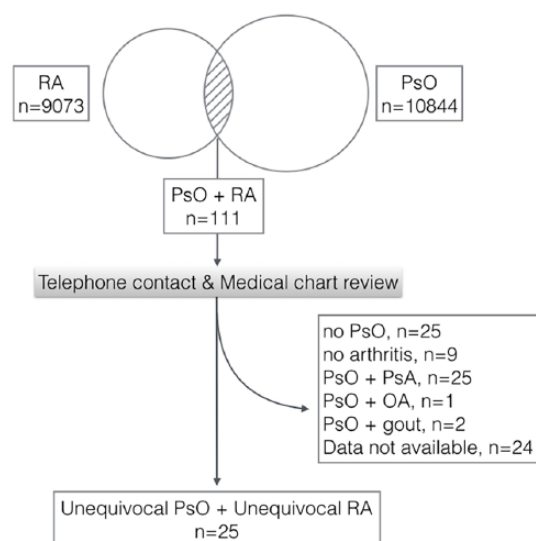 RA
n=9073
PsO
n=10844
PsO + RA
n=111
Telephone contact & Medical chart review
no PsO, n=25
no arthritis, n=9
PsO + PsA, n=25
PsO + OA, n=1
PsO + gout, n=2
Data not available, n=24
Unequivocal PsO + Unequivocal RA
n=25